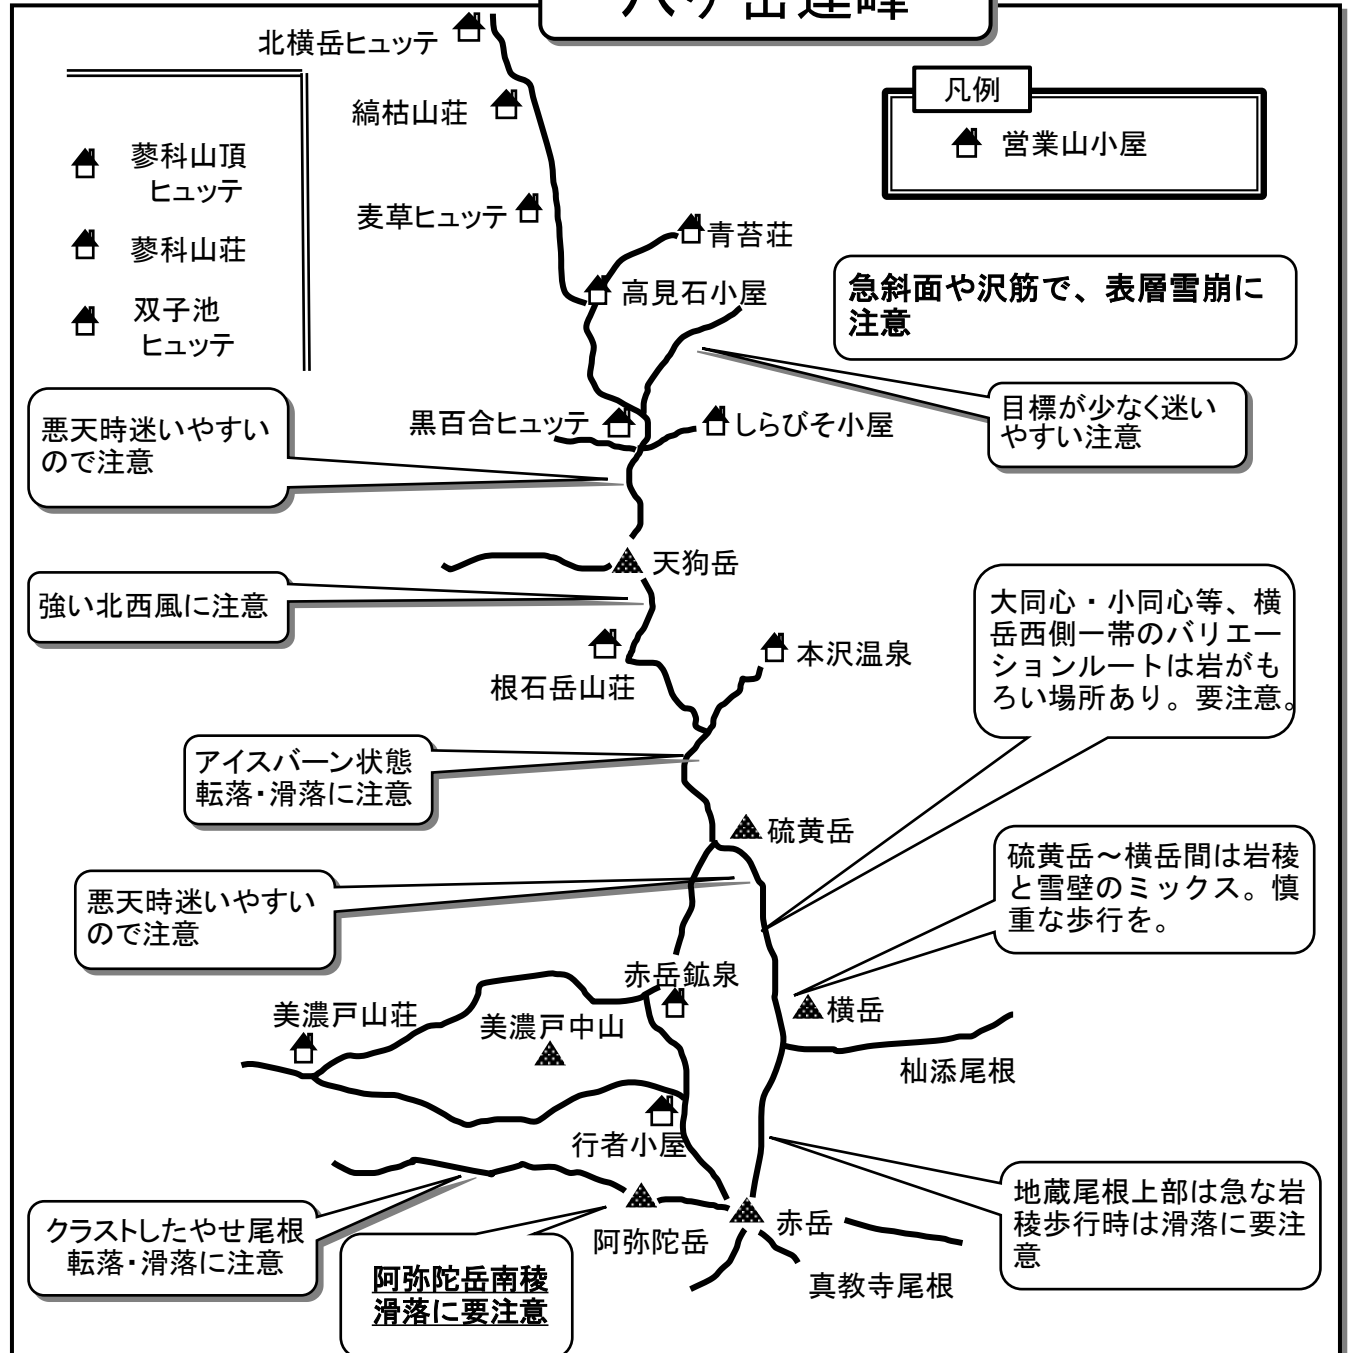 八ヶ岳連峰
北横岳ヒュッテ
凡例
縞枯山荘
営業山小屋
蓼科山頂
ヒュッテ
麦草ヒュッテ
青苔荘
蓼科山荘
高見石小屋
急斜面や沢筋で、表層雪崩に
注意
双子池
ヒュッテ
目標が少なく迷い
やすい注意
黒百合ヒュッテ
しらびそ小屋
悪天時迷いやすい
ので注意
天狗岳
強い北西風に注意
大同心・小同心等、横
岳西側一帯のバリエー
ションルートは岩がも
ろい場所あり。要注意。
本沢温泉
根石岳山荘
アイスバーン状態
転落・滑落に注意
硫黄岳
硫黄岳～横岳間は岩稜
と雪壁のミックス。慎
重な歩行を。
悪天時迷いやすい
ので注意
赤岳鉱泉
美濃戸山荘
美濃戸中山
横岳
杣添尾根
行者小屋
地蔵尾根上部は急な岩
稜歩行時は滑落に要注
意
クラストしたやせ尾根
転落・滑落に注意
阿弥陀岳
赤岳
阿弥陀岳南稜
滑落に要注意
真教寺尾根